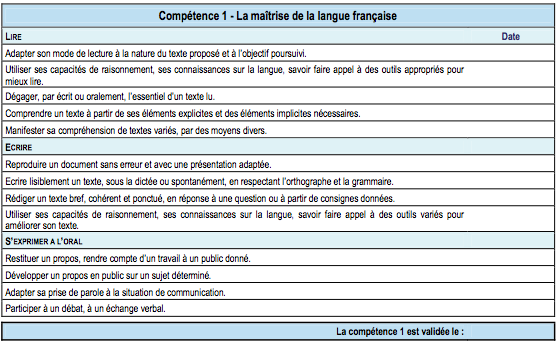 Compétence 1 - La maîtrise de la langue française
LIRE Date
Adapter son mode de lecture à la nature du texte proposé et à l'objectif poursuivi.
Utiliser ses capacités de raisonnement, ses connaissances sur la langue, savoir faire appel à des outils appropriés pour
mieux lire.
Dégager, par écrit ou oralement, l'essentiel d'un texte lu.
Comprendre un texte à partir de ses éléments explicites et des éléments implicites nécessaires.
Manifester sa compréhension de textes variés, par des moyens divers.
ECRIRE
Reproduire un document sans erreur et avec une présentation adaptée.
Ecrire lisiblement un texte, sous la dictée ou spontanément, en respectant l'orthographe et la grammaire.
Rédiger un texte bref, cohérent et ponctué, en réponse à une question ou à partir de consignes données.
Utiliser ses capacités de raisonnement, ses connaissances sur la langue, savoir faire appel à des outils variés pour
améliorer son texte.
S'EXPRIMER A L'ORAL
Restituer un propos, rendre compte d'un travail à un public donné.
Développer un propos en public sur un sujet déterminé.
Adapter sa prise de parole à la situation de communication.
Participer à un débat, à un échange verbal.
La compétence 1 est validée le :